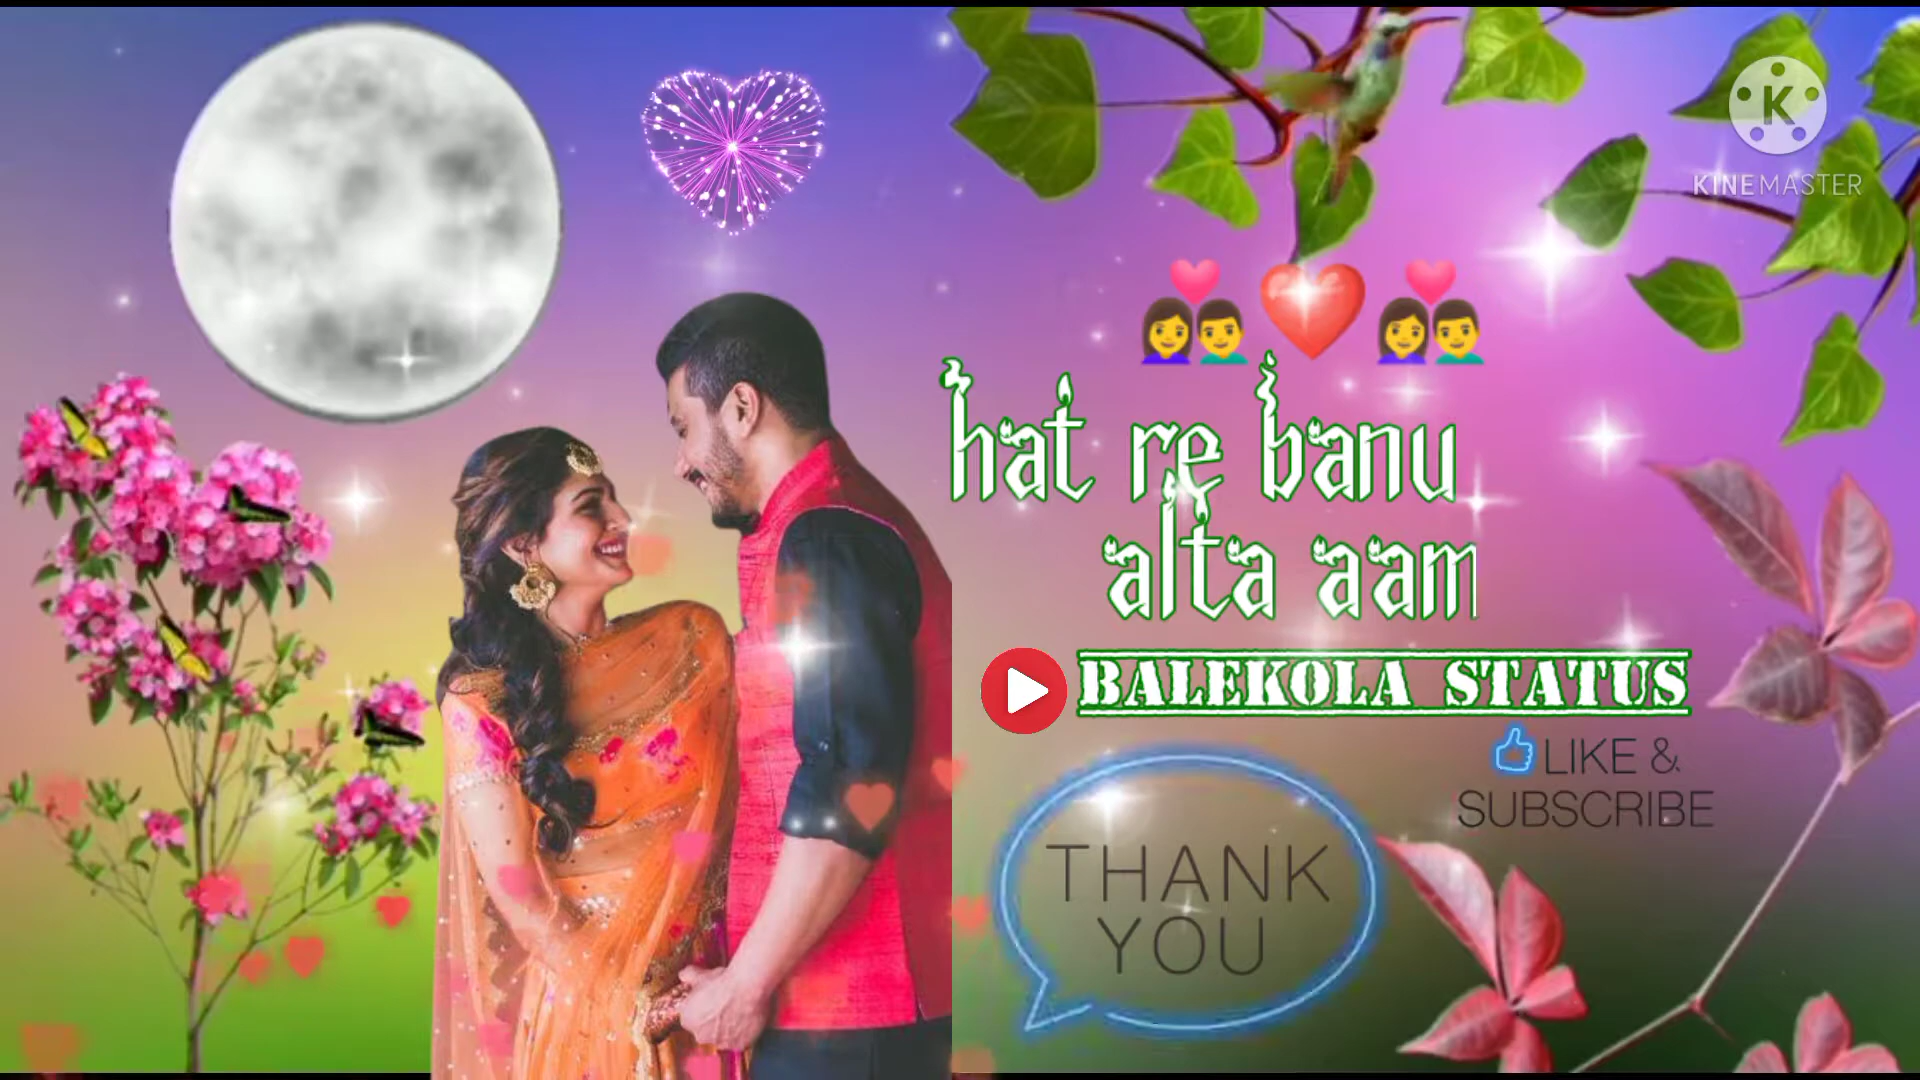 K
KINEMASTER
hat re banu
alta aam
BALEKOLA STATUS
LIKE &
SUBSCRIBE
THANK
YOU